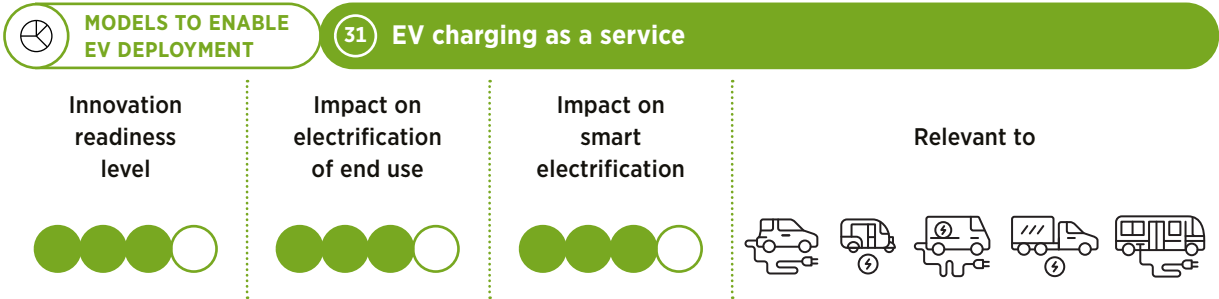 MODELS TO ENABLE
EV DEPLOYMENT
31 EV charging as a service
Innovation
readiness
level
Impact on
electrification
of end use
Impact on
smart
electrification
Relevant to